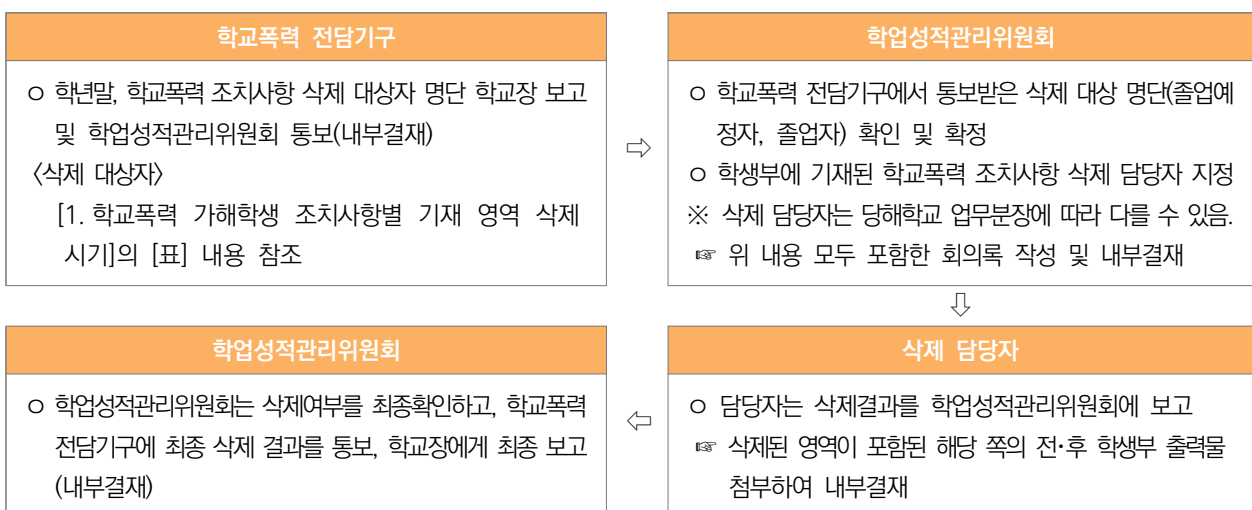 학교폭력 전담기구
ㅇ 학년말, 학교폭력 조치사항 삭제 대상자 명단 학교장 보고
및 학업성적관리위원회 통보(내부결재)
〈삭제 대상자〉
[1. 학교폭력 가해학생 조치사항별 기재 영역 삭제
시기]의 [표] 내용 참조
⇨
학업성적관리위원회
ㅇ 학교폭력 전담기구에서 통보받은 삭제 대상 명단(졸업예
정자, 졸업자) 확인 및 확정
ㅇ 학생부에 기재된 학교폭력 조치사항 삭제 담당자 지정
※ 삭제 담당자는 당해학교 업무분장에 따라 다를 수 있음.
☞ 위 내용 모두 포함한 회의록 작성 및 내부결재
⇩
삭제 담당자
ㅇ 담당자는 삭제결과를 학업성적관리위원회에 보고
☞ 삭제된 영역이 포함된 해당 쪽의 전·후 학생부 출력물
첨부하여 내부결재
⇦
학업성적관리위원회
ㅇ 학업성적관리위원회는 삭제여부를 최종확인하고, 학교폭력
전담기구에 최종 삭제 결과를 통보, 학교장에게 최종 보고
(내부결재)